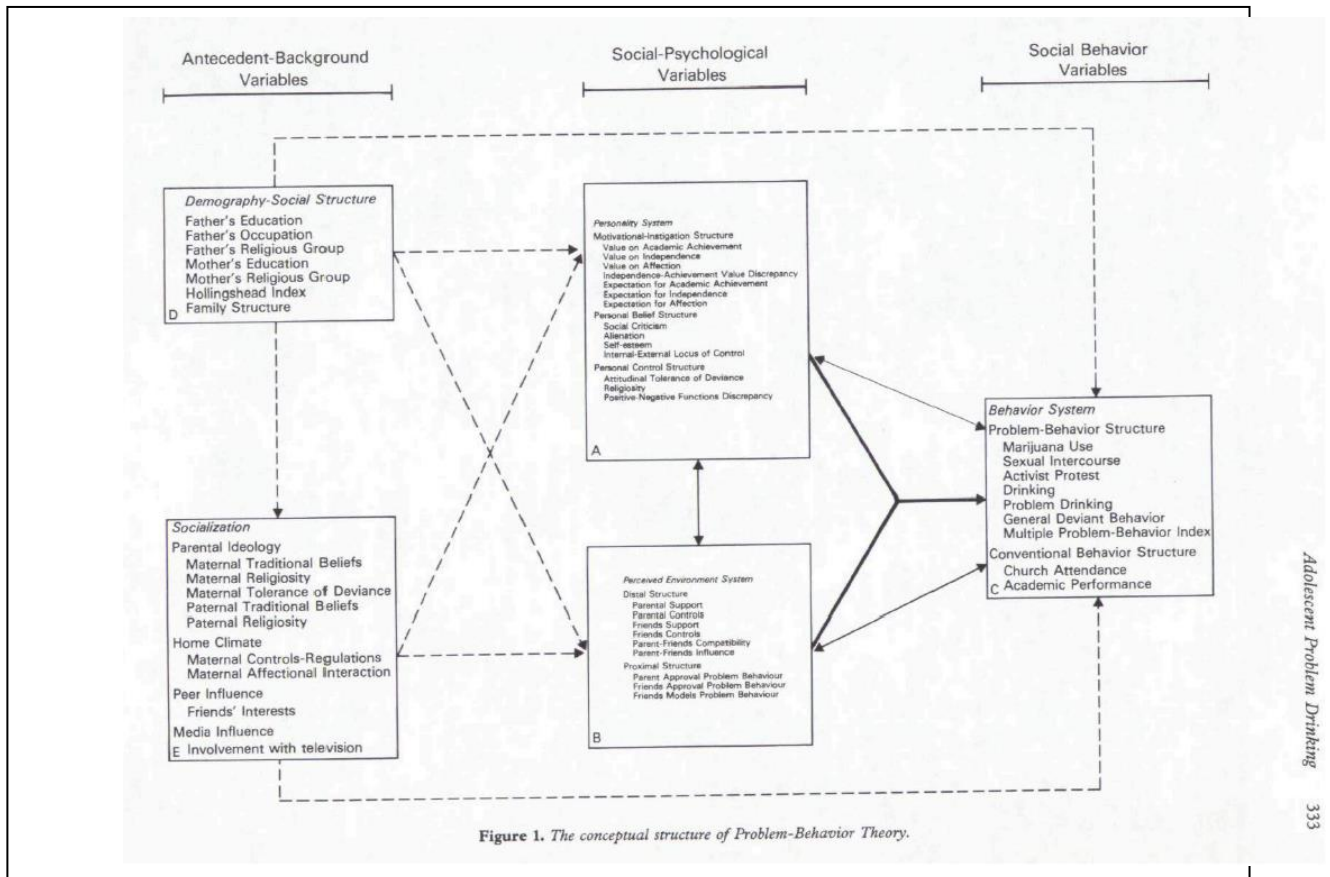 Antecedent-Background
Variables
Social-Psychological
Variables
Social Behavior
Variables
Demography-Social Structure
Father's Education
Father's Occupation
Father's Religious Group
Mother's Education
Mother's Religious Group
Hollingshead Index
Family Structure
D
Socialization
Parental Ideology
Maternal Traditional Beliefs
Maternal Religiosity
Maternal Tolerance of Deviance
Paternal Traditional Beliefs
Paternal Religiosity
Home Climate
Maternal Controls-Regulations
Maternal Affectional Interaction
Peer Influence
Friends' Interests
Media Influence
E Involvement with television
Personality System
Motivational-Instigation Structure
Value on Academic Achievement
Value on Independence
Value on Affection
Independence-Achievement Value Discrepancy
Expectation for Academic Achievement
Expectation for Independence
Expectation for Affection
Personal Belief Structure
Social Criticism
Alienation
Self-esteem
Internal-External Locus of Control
Personal Control Structure
Attitudinal Tolerance of Deviance
Religiosity
Positive-Negative Functions Discrepancy
A
Perceived Environment System
Distal Structure
Parental Support
Parental Controls
Friends Support
Friends Controls
Parent-Friends Compatibility
Parent-Friends Influence
Proximal Structure
Parent Approval Problem Behaviour
Friends Approval Problem Behaviour
Friends Models Problem Behaviour
B
Behavior System
Problem-Behavior Structure
Marijuana Use
Sexual Intercourse
Activist Protest
Drinking
Problem Drinking
General Deviant Behavior
Multiple Problem-Behavior Index
Conventional Behavior Structure
Church Attendance
C Academic Performance
Figure 1. The conceptual structure of Problem-Behavior Theory.
Adolescent Problem Drinking 333